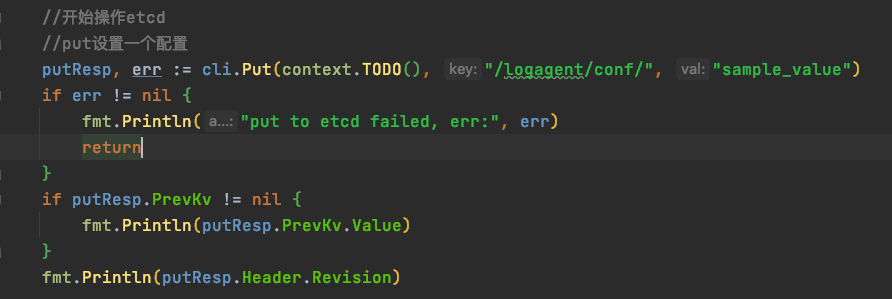 //开始操作etcd
//put设置一个配置
putResp, err := cli.Put(context.TODO(), key: "/logagent/conf/", val: "sample_value")
if err != nil {
    fmt.Println(a...: "put to etcd failed, err:", err)
    return
}
if putResp.PrevKv != nil {
    fmt.Println(putResp.PrevKv.Value)
}
fmt.Println(putResp.Header.Revision)